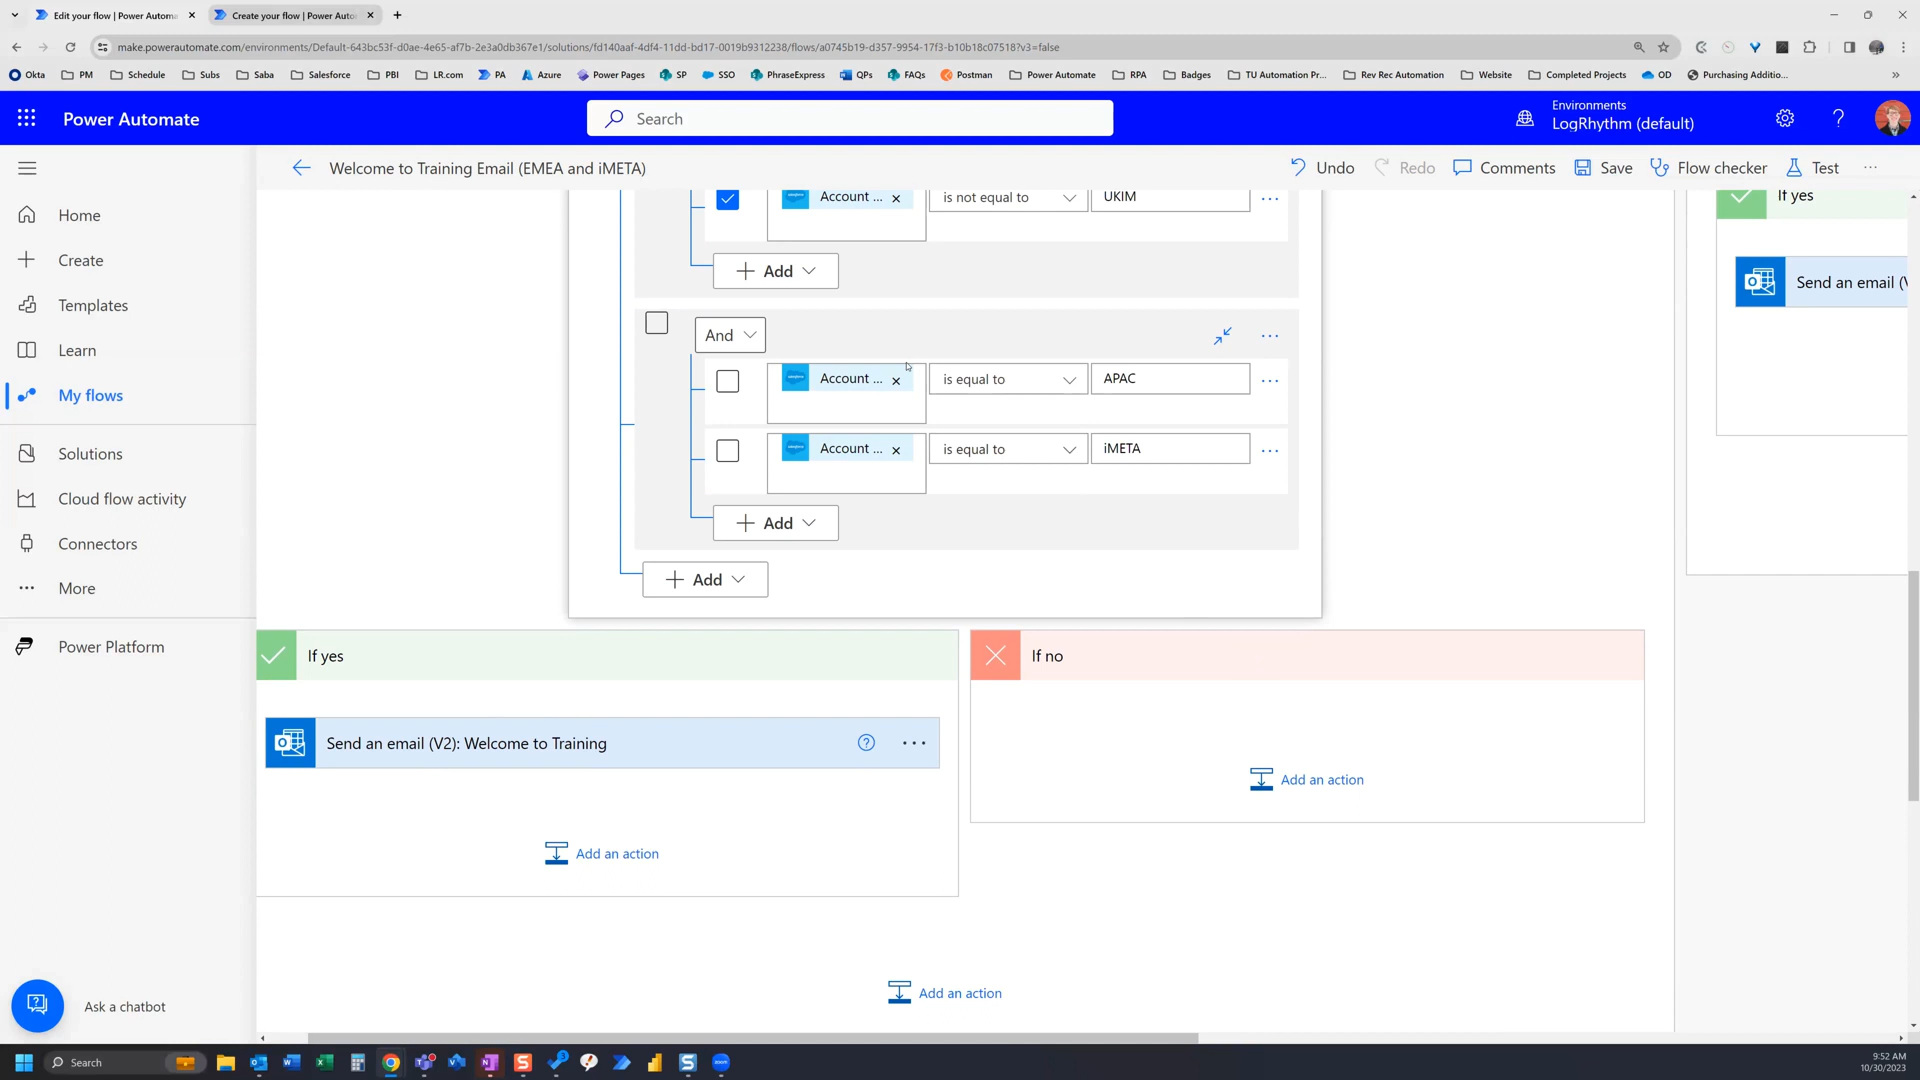 Edit your flow | Power Automa
Create your flow | Power Auto
make.powerautomate.com/environments/Default-643bc53f-d0ae-4e65-af7b-2e3a0db367e1/solutions/fd140aaf-4df4-11dd-bd17-0019b9312238/flows/a0745b19-d357-9954-17f3-b10b18c07518?v3=false
Okta PM Schedule Subs Saba Salesforce PBI LR.com PA Azure Power Pages SP SSO PhraseExpress QPs FAQs Postman Power Automate RPA Badges TU Automation Pr... Rev Rec Automation Website Completed Projects OD Purchasing Additio...
Power Automate
Search
Environments
LogRhythm (default)
Welcome to Training Email (EMEA and iMETA)
Undo Redo Comments Save Flow checker Test
Home
Create
Templates
Learn
My flows
Solutions
Cloud flow activity
Connectors
More
Power Platform
Ask a chatbot
Account ... is not equal to UKIM
Add
And
Account ... is equal to APAC
Account ... is equal to iMETA
Add
Add
If yes
Send an email (V
If yes
Send an email (V2): Welcome to Training
Add an action
If no
Add an action
Add an action
Search
9:52 AM
10/30/2023